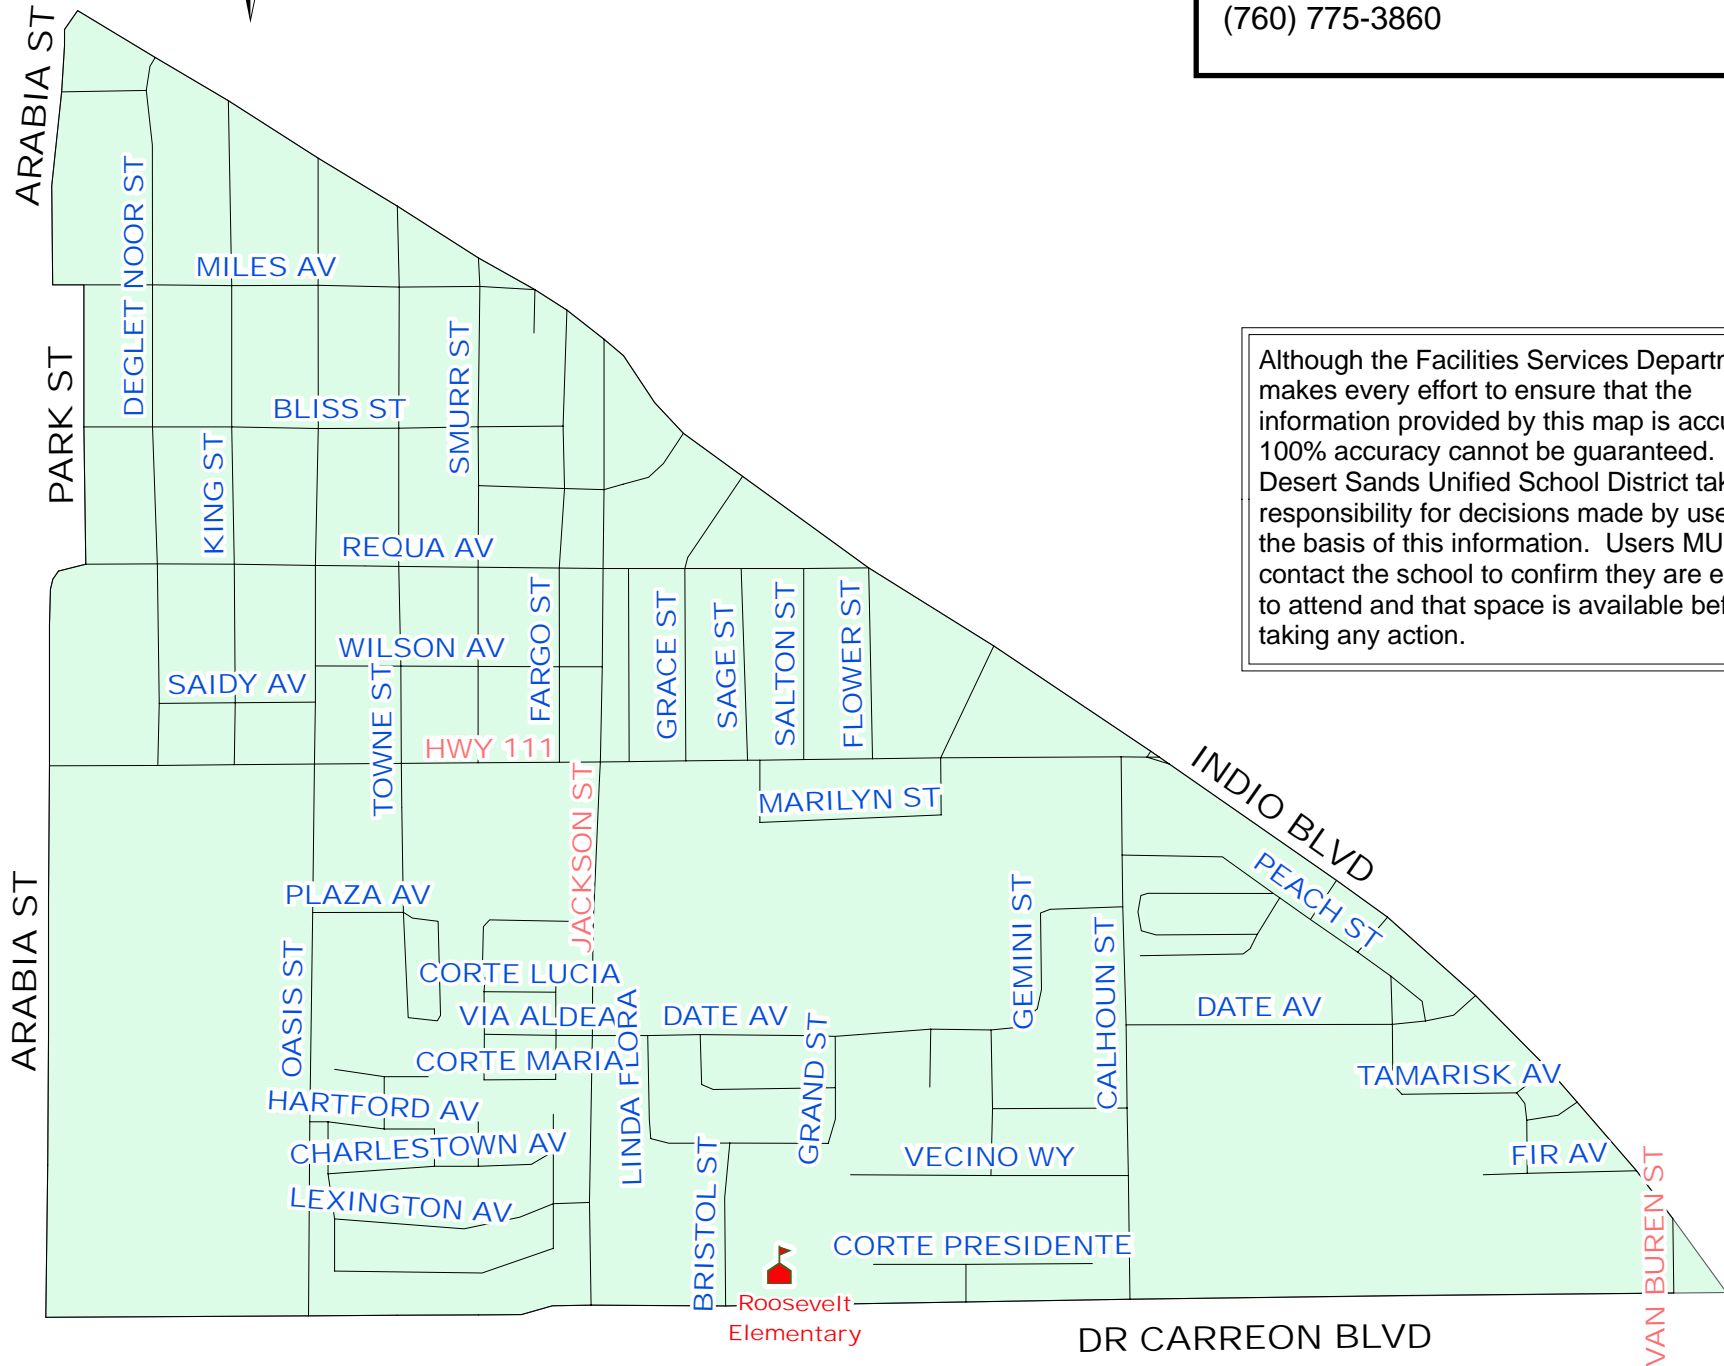 (760) 775-3860
ARABIA ST
DEGLET NOOR ST
MILES AV
SMURR ST
PARK ST
BLISS ST
KING ST
REQUA AV
Although the Facilities Services
makes every effort to ensure that the
information provided by this map is
100% accuracy cannot be guaranteed.
Desert Sands Unified School District
responsibility for decisions made by
the basis of this information. Users
contact the school to confirm they are
to attend and that space is available
taking any action.
FARGO ST
GRACE ST
SAGE ST
SALTON ST
FLOWER ST
WILSON AV
SAIDY AV
TOWNE ST
HWY 111
JACKSON ST
MARILYN ST
INDIO BLVD
PEACH ST
PLAZA AV
ARABIA ST
OASIS ST
CORTE LUCIA
GEMINI ST
CALHOUN ST
VIA ALDEA
LINDA FLORA
DATE AV
DATE AV
GRAND ST
CORTE MARIA
TAMARISK AV
HARTFORD AV
CHARLESTOWN AV
VECINO WY
FIR AV
BRISTOL ST
LEXINGTON AV
VAN BUREN ST
CORTE PRESIDENTE
Roosevelt
Elementary
DR CARREON BLVD